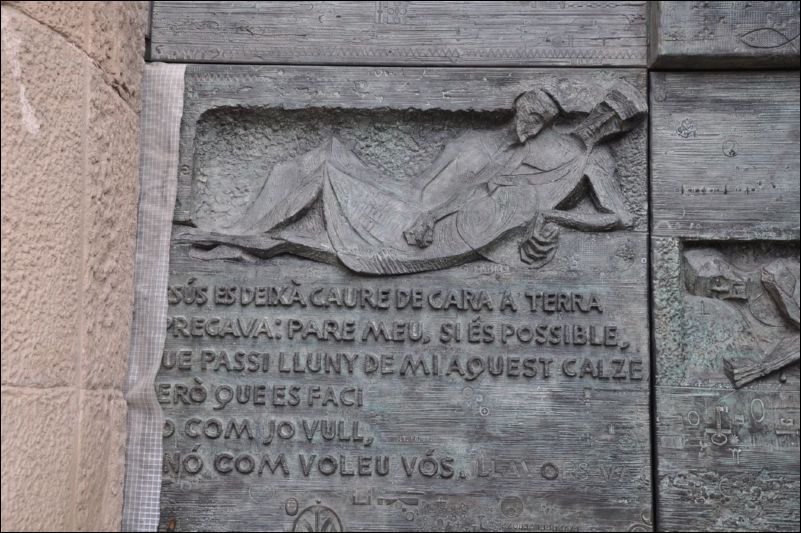 ESÚS ES DEIXÀ CAURE DE CARA A TERRA
PREGAVA: PARE MEU, SI ÉS POSSIBLE,
UE PASSI LLUNY DE MI AQUEST CALZE
ERÒ QUE ES FACI
O COM JO VULL,
NÓ COM VOLEU VÓS.